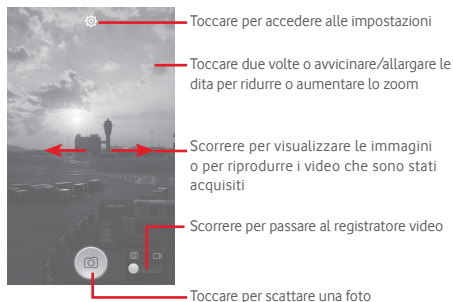 Toccare per accedere alle impostazioni
Toccare due volte o avvicinare/allargare le
dita per ridurre o aumentare lo zoom
Scorrere per visualizzare le immagini
o per riprodurre i video che sono stati
acquisiti
Scorrere per passare al registratore video
Toccare per scattare una foto